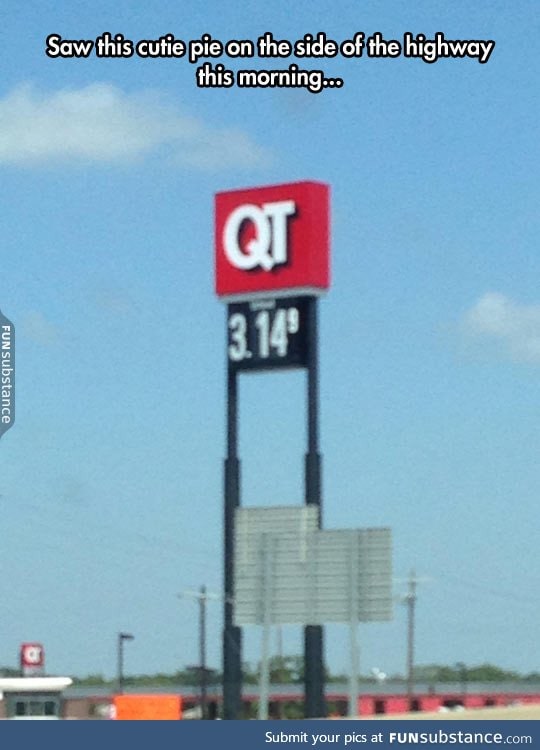 Saw this cutie pie on the side of the highway
this morning...
QT
3.14⁹
FUNsubstance
QT
Submit your pics at FUNsubstance.com